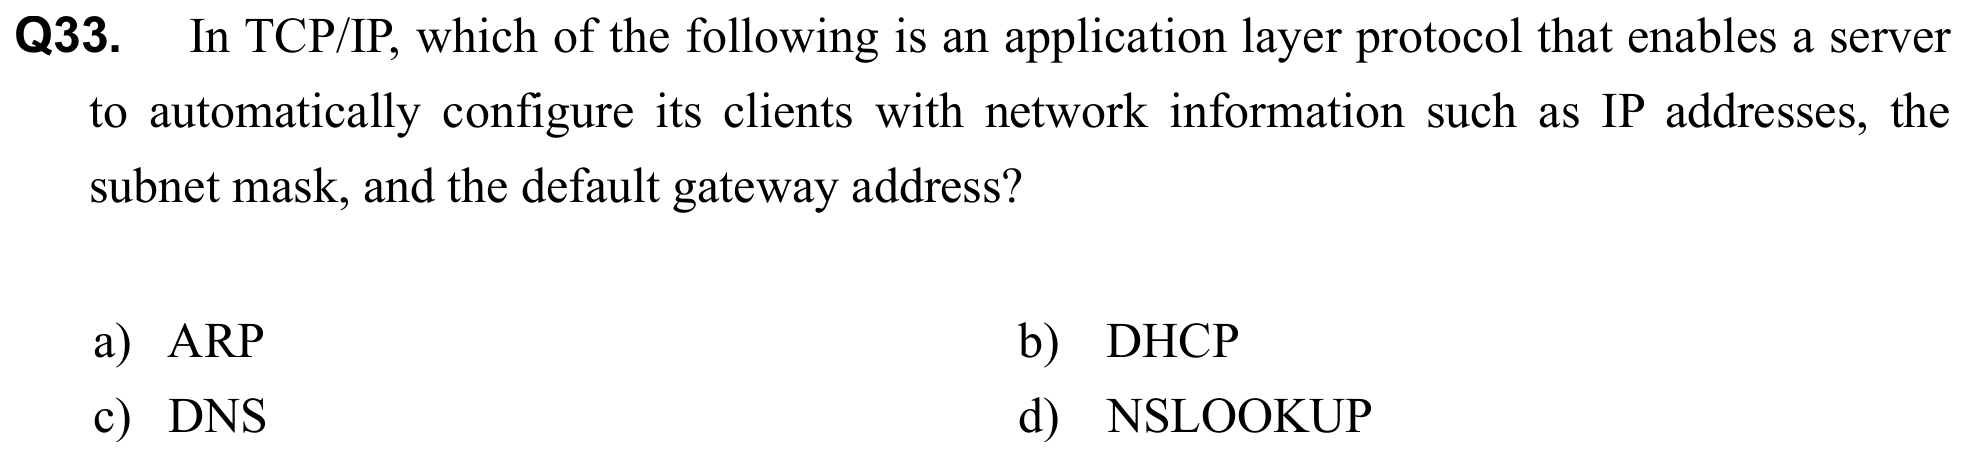 Q33. In TCP/IP, which of the following is an application layer protocol that enables a server
to automatically configure its clients with network information such as IP addresses, the
subnet mask, and the default gateway address?
a) ARP b) DHCP
c) DNS d) NSLOOKUP